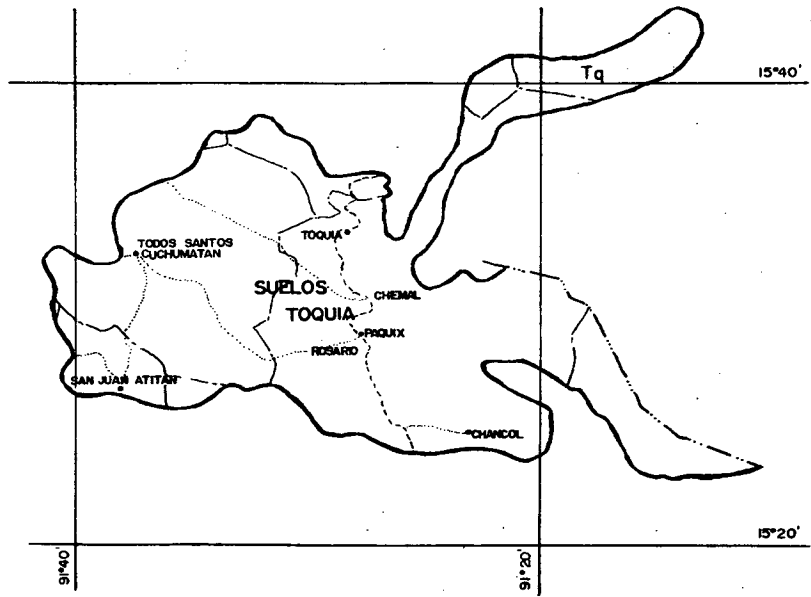 Tq
15°40'
TOQUIA
TODOS SANTOS
CUCHUMATAN
SUELOS
TOQUIA
CHEMAL
PAQUIX
ROSARIO
SAN JUAN ATITAN
CHANCOL
15°20'
91°40'
91°20'